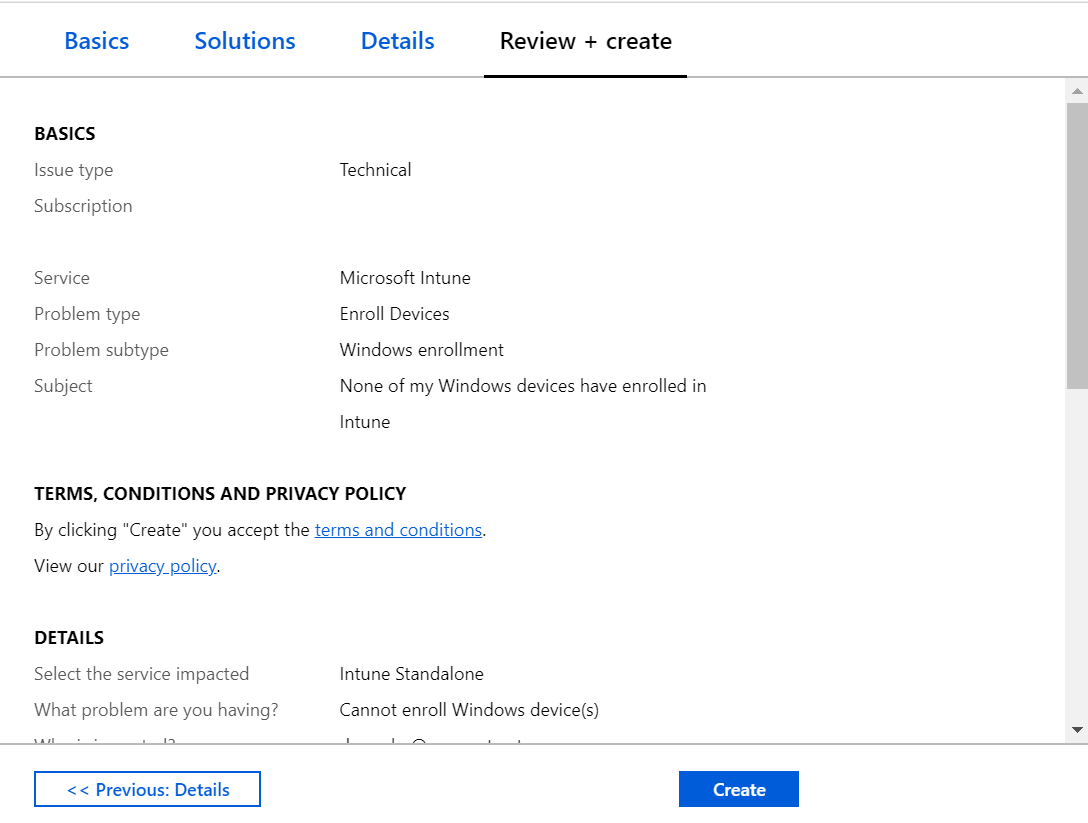 Basics Solutions Details Review + create
BASICS
Issue type Technical
Subscription
Service Microsoft Intune
Problem type Enroll Devices
Problem subtype Windows enrollment
Subject None of my Windows devices have enrolled in
Intune
TERMS, CONDITIONS AND PRIVACY POLICY
By clicking "Create" you accept the terms and conditions.
View our privacy policy.
DETAILS
Select the service impacted Intune Standalone
What problem are you having? Cannot enroll Windows device(s)
<< Previous: Details Create